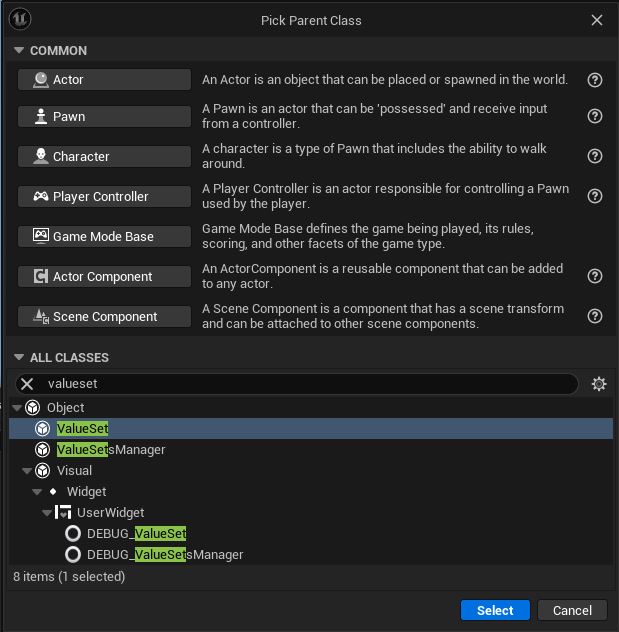 Pick Parent Class
COMMON
Actor
An Actor is an object that can be placed or spawned in the world.
Pawn
A Pawn is an actor that can be 'possessed' and receive input
from a controller.
Character
A character is a type of Pawn that includes the ability to walk
around.
Player Controller
A Player Controller is an actor responsible for controlling a Pawn
used by the player.
Game Mode Base
Game Mode Base defines the game being played, its rules,
scoring, and other facets of the game type.
Actor Component
An ActorComponent is a reusable component that can be added
to any actor.
Scene Component
A Scene Component is a component that has a scene transform
and can be attached to other scene components.
ALL CLASSES
valueset
Object
ValueSet
ValueSetsManager
Visual
Widget
UserWidget
DEBUG_ValueSet
DEBUG_ValueSetsManager
8 items (1 selected)
Select
Cancel